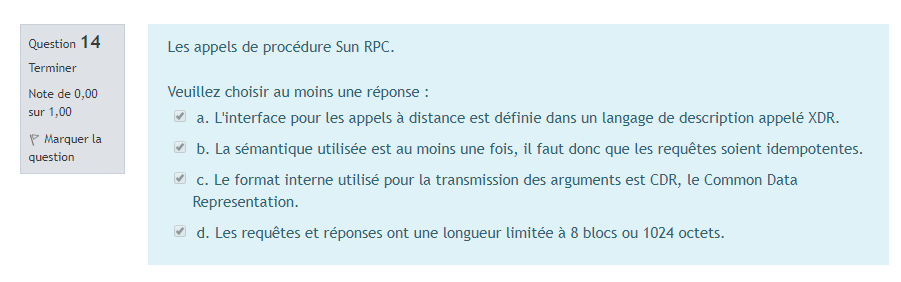 Question 14
Terminer
Note de 0,00
sur 1,00
Marquer la
question
Les appels de procédure Sun RPC.
Veuillez choisir au moins une réponse :
a. L'interface pour les appels à distance est définie dans un langage de description appelé XDR.
b. La sémantique utilisée est au moins une fois, il faut donc que les requêtes soient idempotentes.
c. Le format interne utilisé pour la transmission des arguments est CDR, le Common Data
Representation.
d. Les requêtes et réponses ont une longueur limitée à 8 blocs ou 1024 octets.